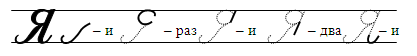 Я – и – раз – и – два – и